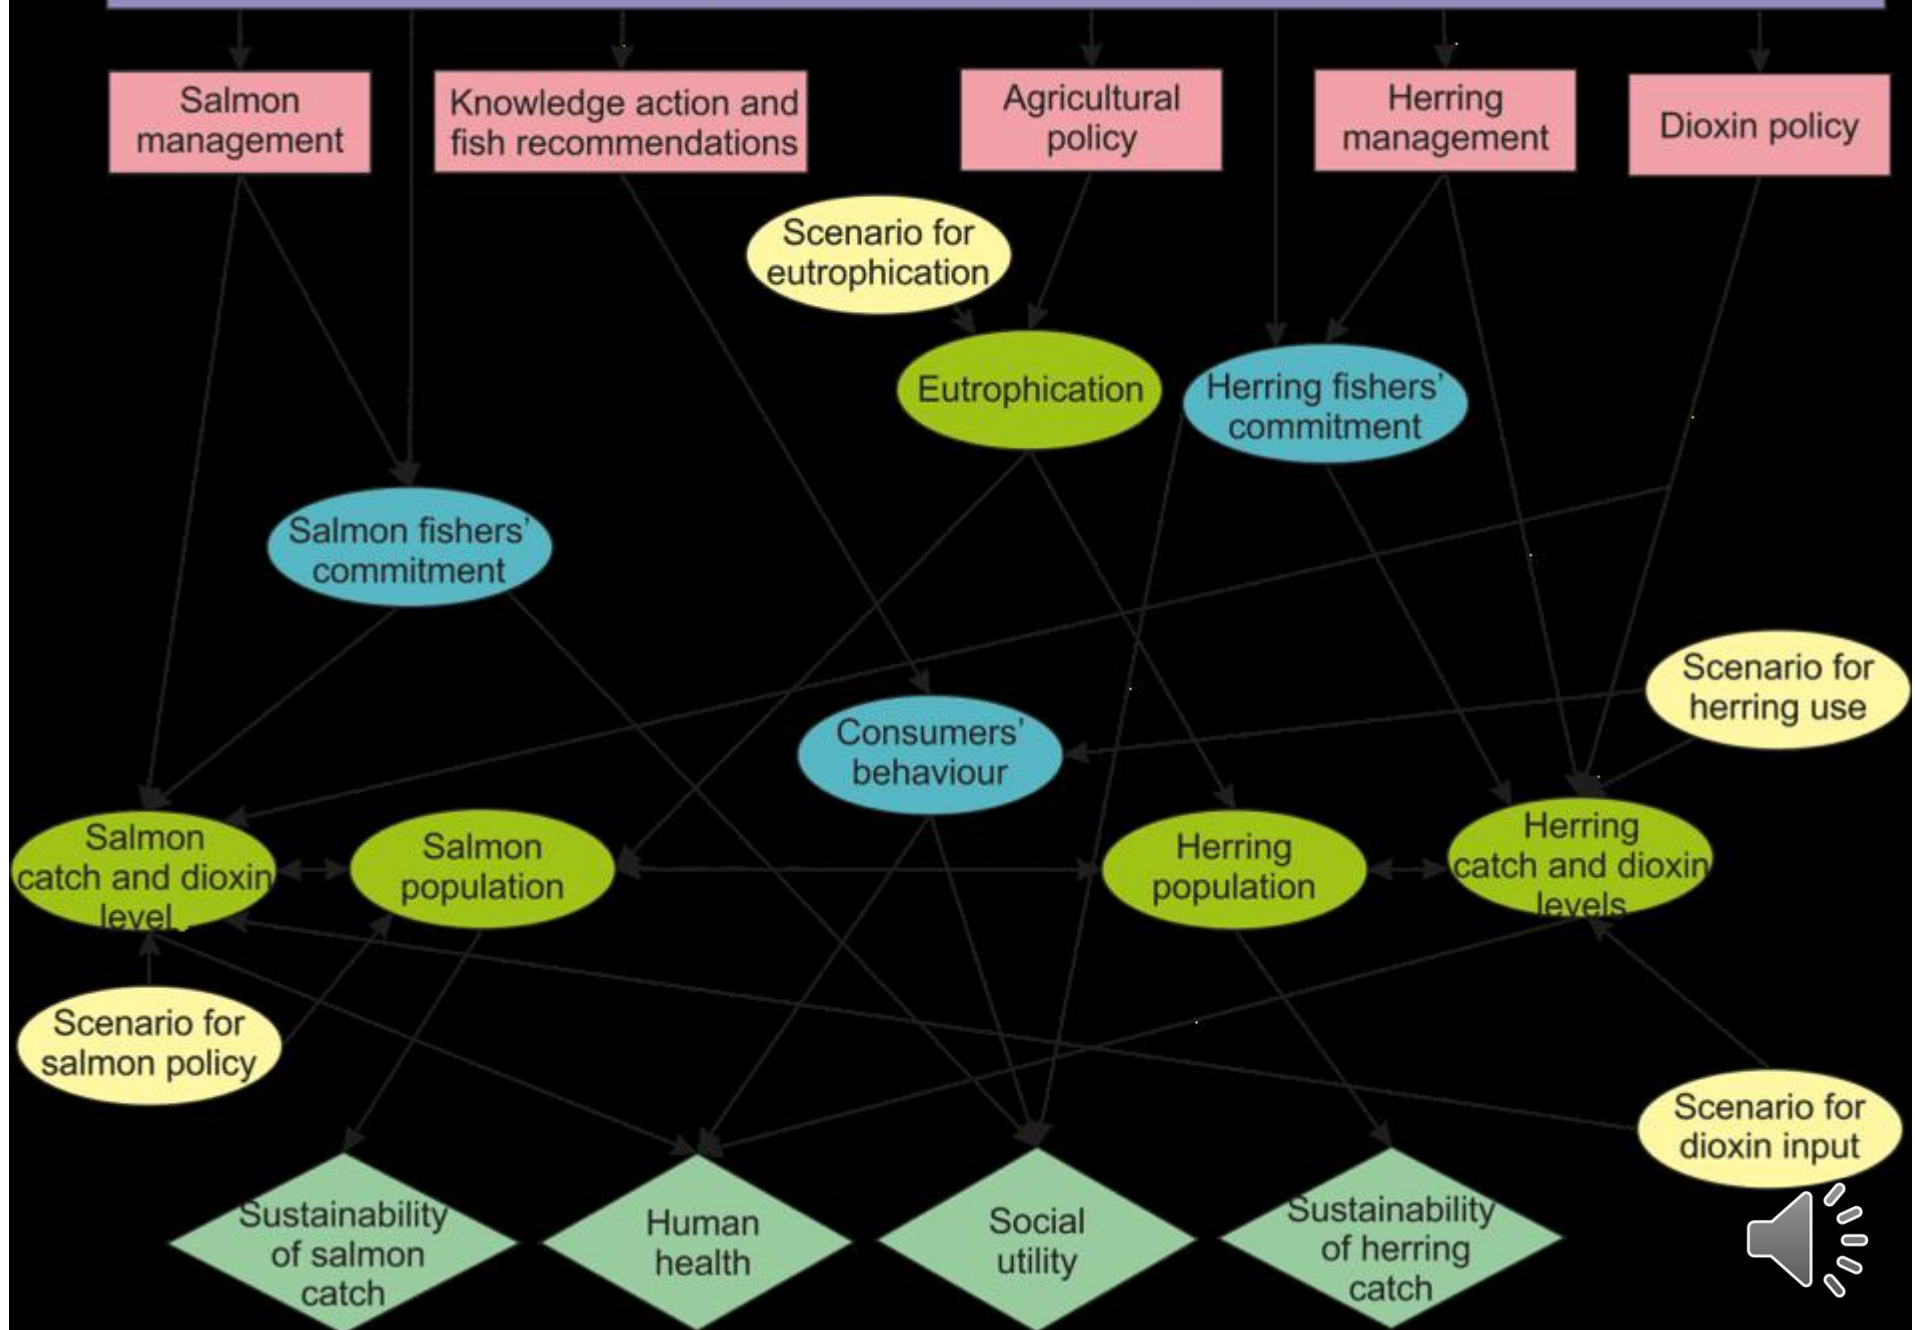 Salmon
management
Knowledge action and
fish recommendations
Agricultural
policy
Herring
management
Dioxin policy
Scenario for
eutrophication
Eutrophication
Herring fishers’
commitment
Salmon fishers’
commitment
Scenario for
herring use
Consumers’
behaviour
Salmon
catch and dioxin
level
Salmon
population
Herring
population
Herring
catch and dioxin
levels
Scenario for
salmon policy
Scenario for
dioxin input
Sustainability
of salmon
catch
Human
health
Social
utility
Sustainability
of herring
catch